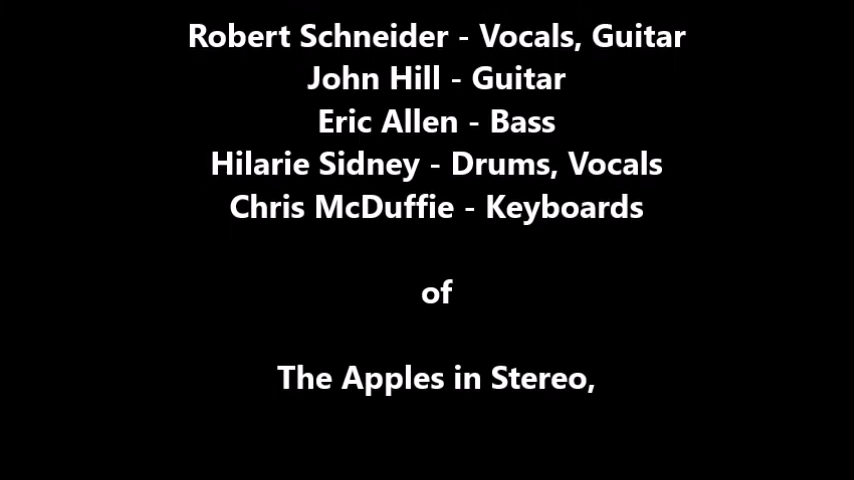 Robert Schneider - Vocals, Guitar
John Hill - Guitar
Eric Allen - Bass
Hilarie Sidney - Drums, Vocals
Chris McDuffie - Keyboards
of
The Apples in Stereo,